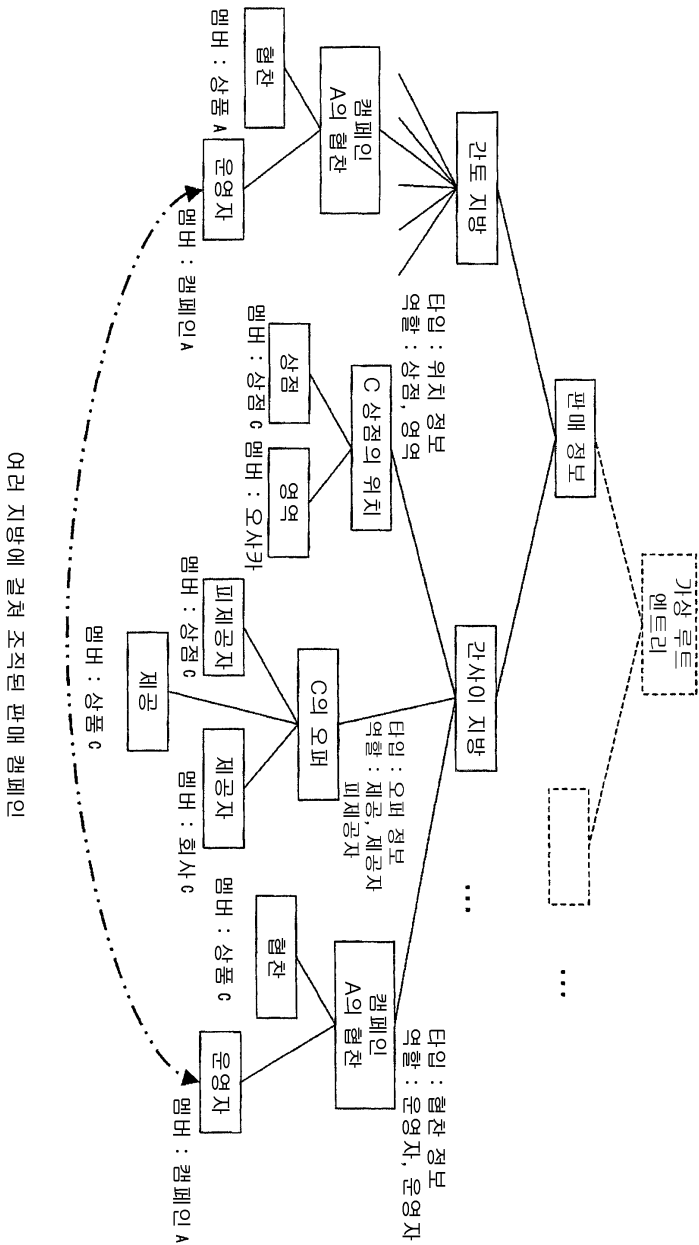 가상 루트
엔트리
판매 정보
...
간토 지방
간사이 지방
...
캠페인
A의 협찬
타입 : 위치 정보
역할 : 상점, 영역
C 상점의 위치
C의 오퍼
타입 : 오퍼 정보
역할 : 제공, 제공자
피제공자
캠페인
A의 협찬
타입 : 협찬 정보
역할 : 운영자, 운영자
협찬
멤버 : 상품 A
운영자
멤버 : 캠페인 A
상점
멤버 : 상점 C
영역
멤버 : 오사카
피제공자
멤버 : 상점 C
제공
멤버 : 상품 C
제공자
멤버 : 회사 C
협찬
멤버 : 상품 C
운영자
멤버 : 캠페인 A
여러 지방에 걸쳐 조직된 판매 캠페인